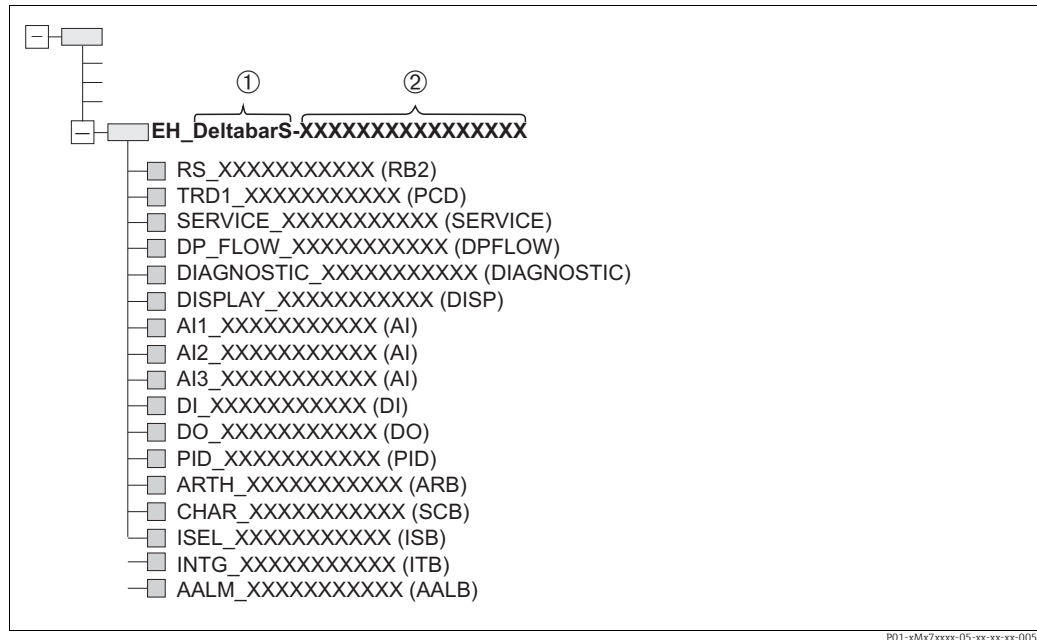 ① ②
EH_DeltabarS-XXXXXXXXXXXXXXXX
RS_XXXXXXXXXXX (RB2)
TRD1_XXXXXXXXXXX (PCD)
SERVICE_XXXXXXXXXXX (SERVICE)
DP_FLOW_XXXXXXXXXXX (DPFLOW)
DIAGNOSTIC_XXXXXXXXXXX (DIAGNOSTIC)
DISPLAY_XXXXXXXXXXX (DISP)
AI1_XXXXXXXXXXX (AI)
AI2_XXXXXXXXXXX (AI)
AI3_XXXXXXXXXXX (AI)
DI_XXXXXXXXXXX (DI)
DO_XXXXXXXXXXX (DO)
PID_XXXXXXXXXXX (PID)
ARTH_XXXXXXXXXXX (ARB)
CHAR_XXXXXXXXXXX (SCB)
ISEL_XXXXXXXXXXX (ISB)
INTG_XXXXXXXXXXX (ITB)
AALM_XXXXXXXXXXX (AALB)
P01-xMx7xxxx-05-xx-xx-xx-005